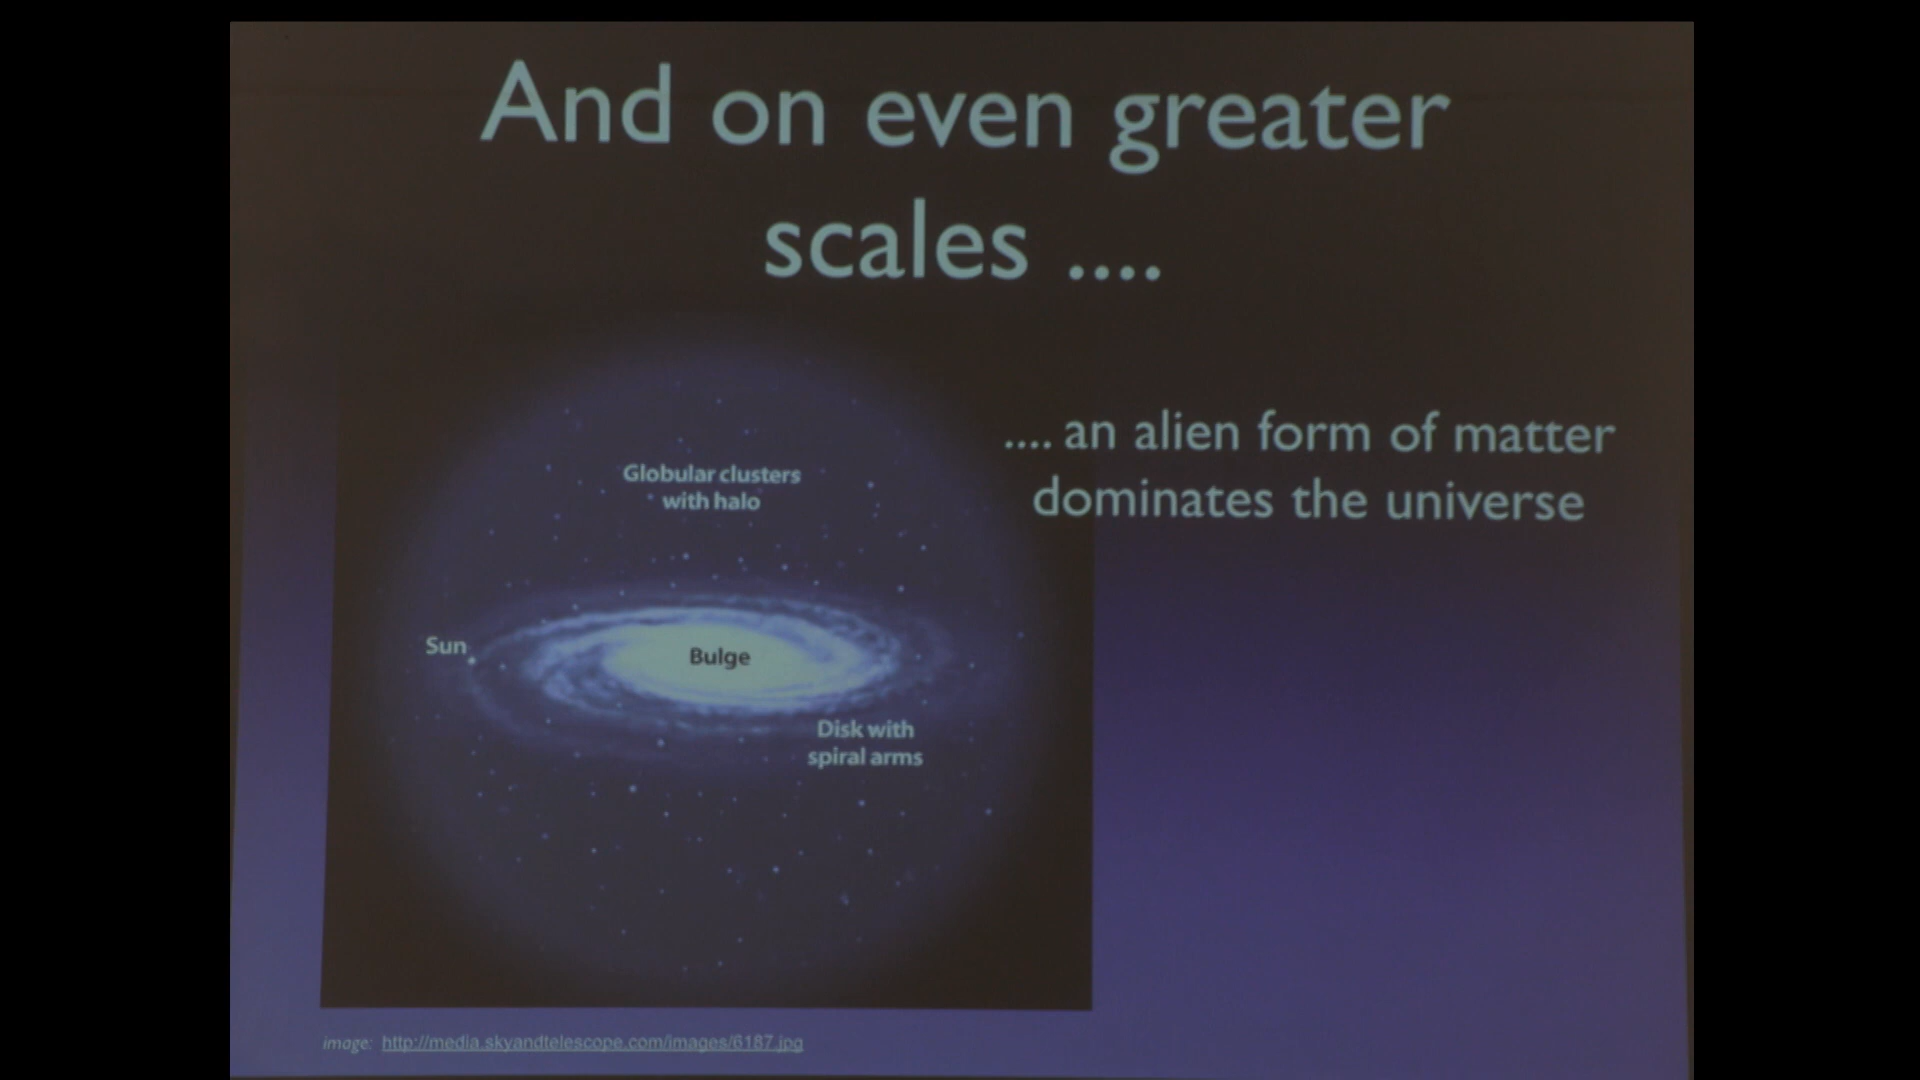 And on even greater
scales ....
.... an alien form of matter
dominates the universe
Globular clusters
with halo
Sun
Bulge
Disk with
spiral arms
image: http://media.skyandtelescope.com/images/6187.jpg